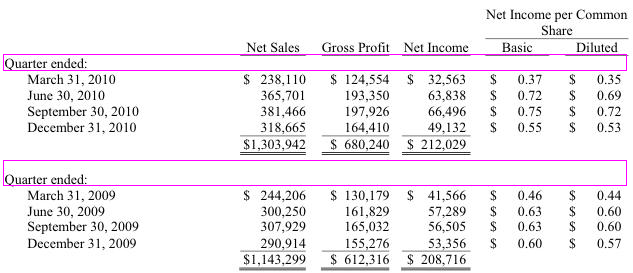 Net Income per Common
Share
Net Sales Gross Profit Net Income Basic Diluted
Quarter ended:
March 31, 2010 $ 238,110 $ 124,554 $ 32,563 $ 0.37 $ 0.35
June 30, 2010 365,701 193,350 63,838 $ 0.72 $ 0.69
September 30, 2010 381,466 197,926 66,496 $ 0.75 $ 0.72
December 31, 2010 318,665 164,410 49,132 $ 0.55 $ 0.53
$1,303,942 $ 680,240 $ 212,029
Quarter ended:
March 31, 2009 $ 244,206 $ 130,179 $ 41,566 $ 0.46 $ 0.44
June 30, 2009 300,250 161,829 57,289 $ 0.63 $ 0.60
September 30, 2009 307,929 165,032 56,505 $ 0.63 $ 0.60
December 31, 2009 290,914 155,276 53,356 $ 0.60 $ 0.57
$1,143,299 $ 612,316 $ 208,716